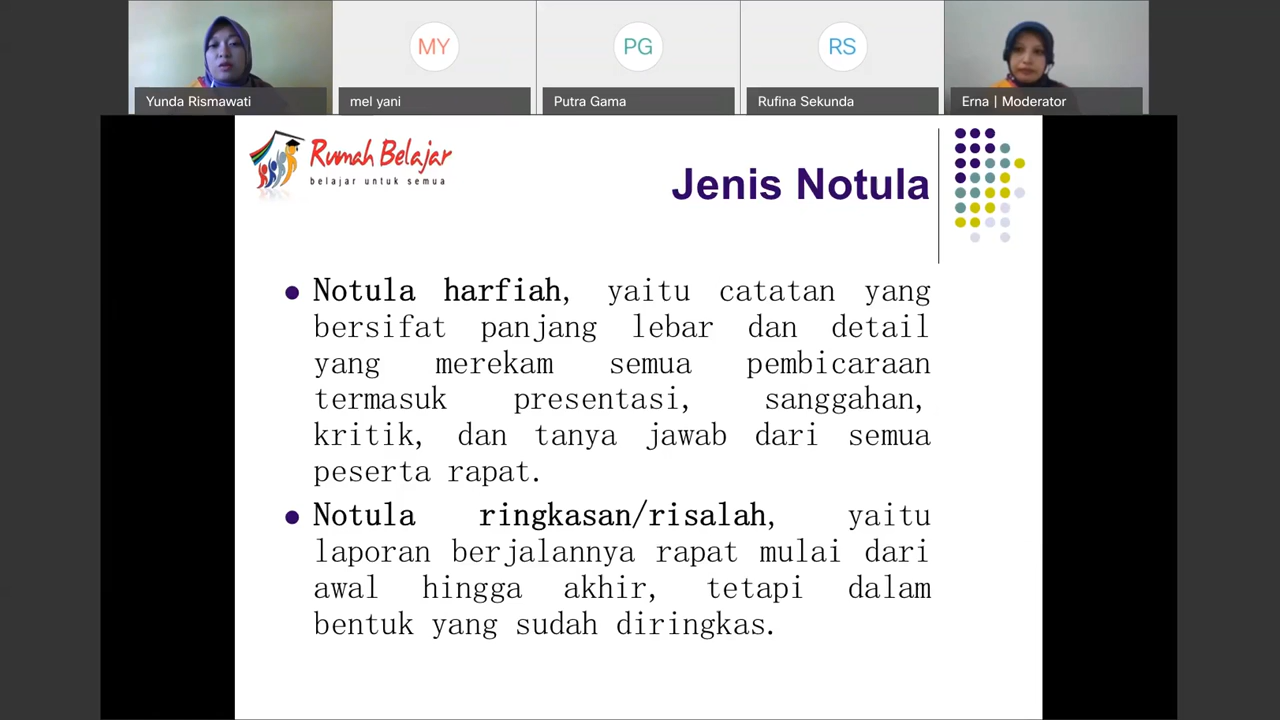 MY
PG
RS
Yunda Rismawati
mel yani
Putra Gama
Rufina Sekunda
Erna | Moderator
Rumah Belajar
belajar untuk semua
Jenis Notula
Notula harfiah, yaitu catatan yang
bersifat panjang lebar dan detail
yang merekam semua pembicaraan
termasuk presentasi, sanggahan,
kritik, dan tanya jawab dari semua
peserta rapat.
Notula ringkasan/risalah, yaitu
laporan berjalannya rapat mulai dari
awal hingga akhir, tetapi dalam
bentuk yang sudah diringkas.